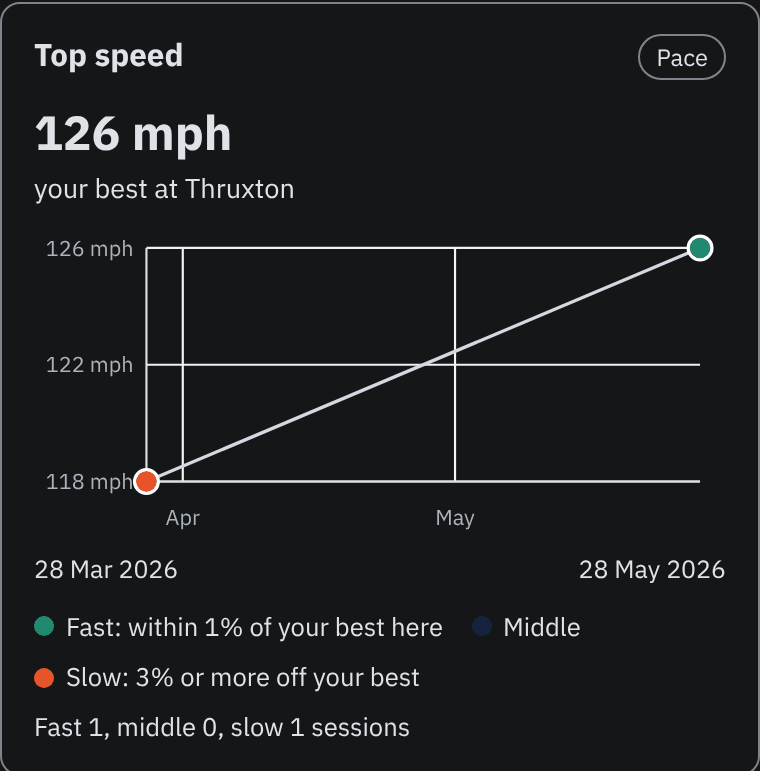 Top speed
Pace
126 mph
your best at Thruxton
126 mph
122 mph
118 mph
Apr
May
28 Mar 2026
28 May 2026
Fast: within 1% of your best here
Middle
Slow: 3% or more off your best
Fast 1, middle 0, slow 1 sessions